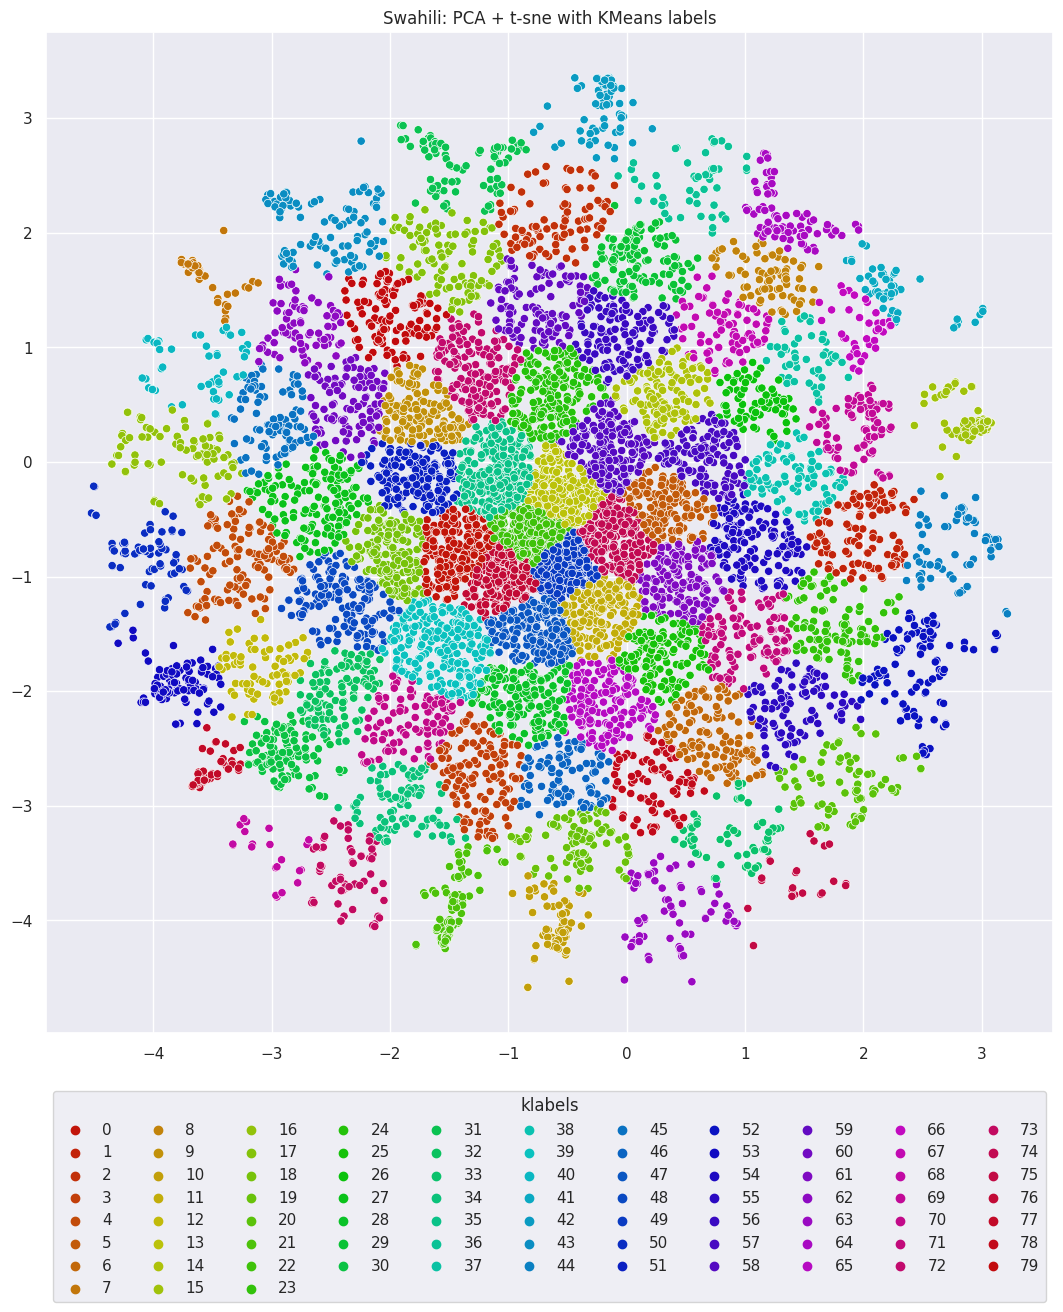 Swahili: PCA + t-sne with KMeans labels
3
2
1
0
−1
−2
−3
−4
−4 −3 −2 −1 0 1 2 3
klabels
0 8 16 24 31 38 45 52 59 66 73
1 9 17 25 32 39 46 53 60 67 74
2 10 18 26 33 40 47 54 61 68 75
3 11 19 27 34 41 48 55 62 69 76
4 12 20 28 35 42 49 56 63 70 77
5 13 21 29 36 43 50 57 64 71 78
6 14 22 30 37 44 51 58 65 72 79
7 15 23